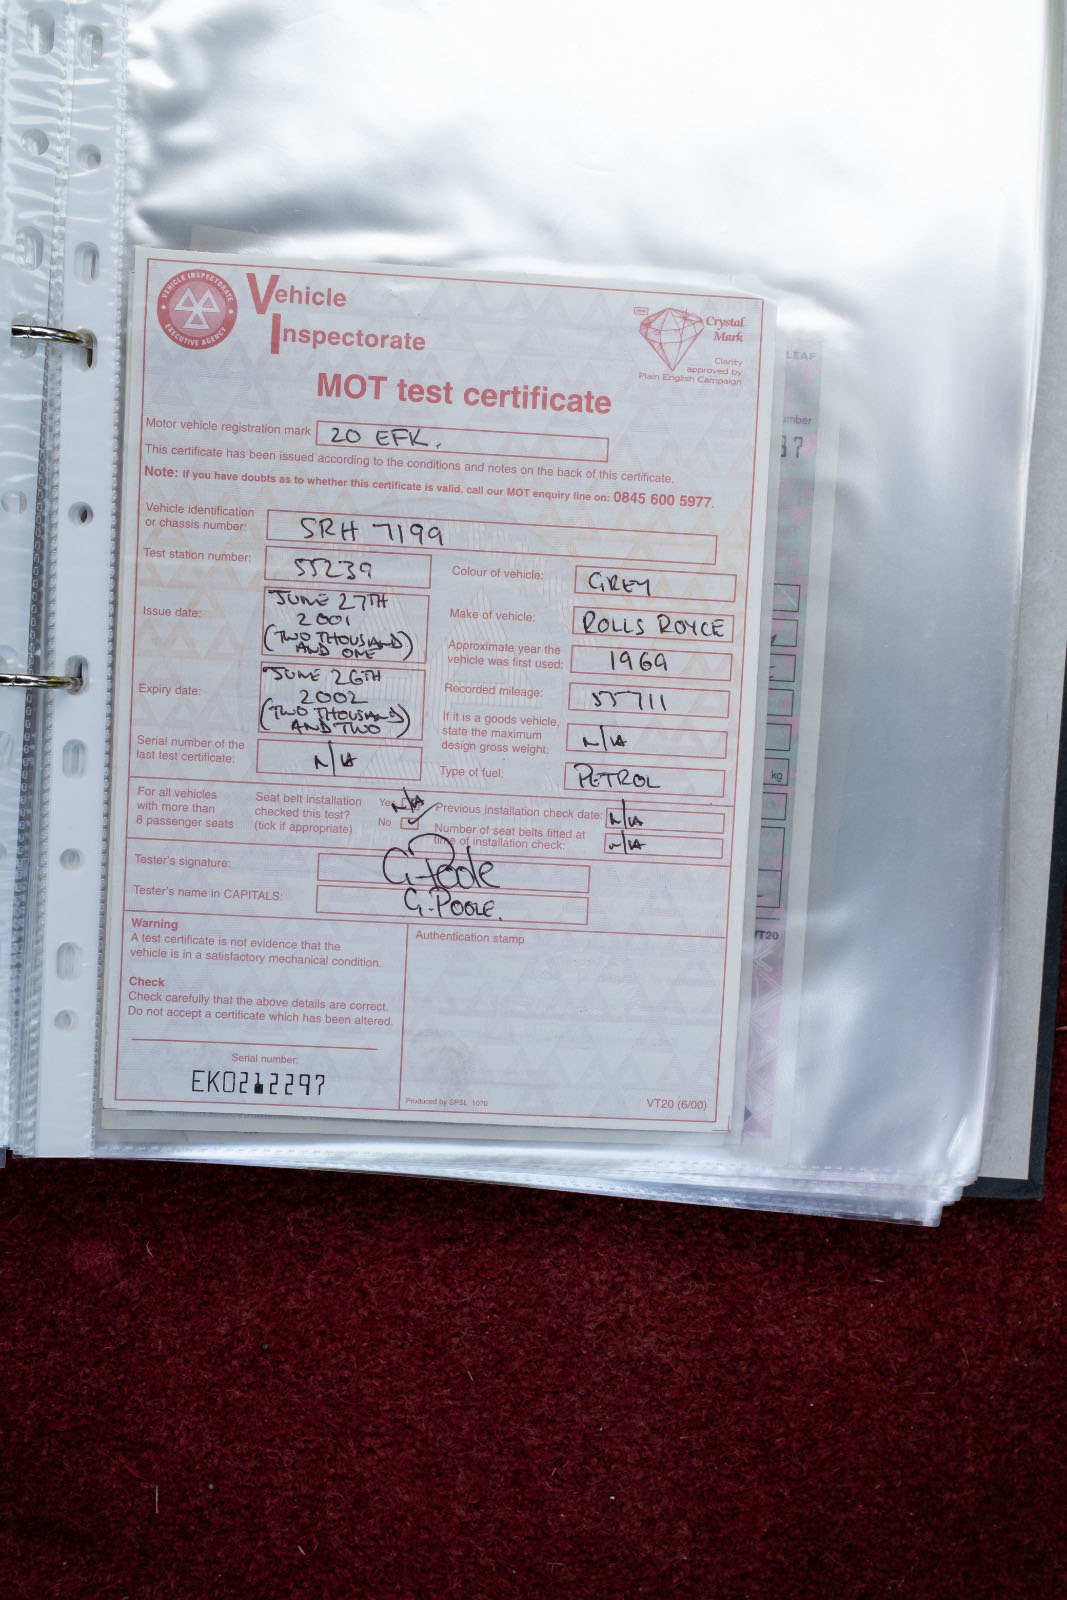 VEHICLE INSPECTORATE
EXECUTIVE AGENCY
Vehicle
Inspectorate
Crystal
Mark
Clarity
approved by
Plain English Campaign
MOT test certificate
Motor vehicle registration mark 20 EFK.
This certificate has been issued according to the conditions and notes on the back of this certificate.
Note: If you have doubts as to whether this certificate is valid, call our MOT enquiry line on: 0845 600 5977.
Vehicle identification
or chassis number: SRH 7199
Test station number: 55239
Colour of vehicle: GREY
Issue date: JUNE 27TH
2001
(TWO THOUSAND
AND ONE)
Make of vehicle: ROLLS ROYCE
Approximate year the
vehicle was first used: 1969
Expiry date: JUNE 26TH
2002
(TWO THOUSAND
AND TWO)
Recorded mileage: 55711
If it is a goods vehicle,
state the maximum
design gross weight: N/A
Serial number of the
last test certificate: N/A
Type of fuel: PETROL
For all vehicles
with more than
8 passenger seats
Seat belt installation
checked this test?
(tick if appropriate)
Yes N/A
No ✓
Previous installation check date: N/A
Number of seat belts fitted at
time of installation check: N/A
Tester's signature: G Poole
Tester's name in CAPITALS: G. POOLE.
Warning
A test certificate is not evidence that the
vehicle is in a satisfactory mechanical condition.
Check
Check carefully that the above details are correct.
Do not accept a certificate which has been altered.
Serial number:
EK0212297
Authentication stamp
Produced by SPSL 1070
VT20 (6/00)
LEAF
kg
VT20